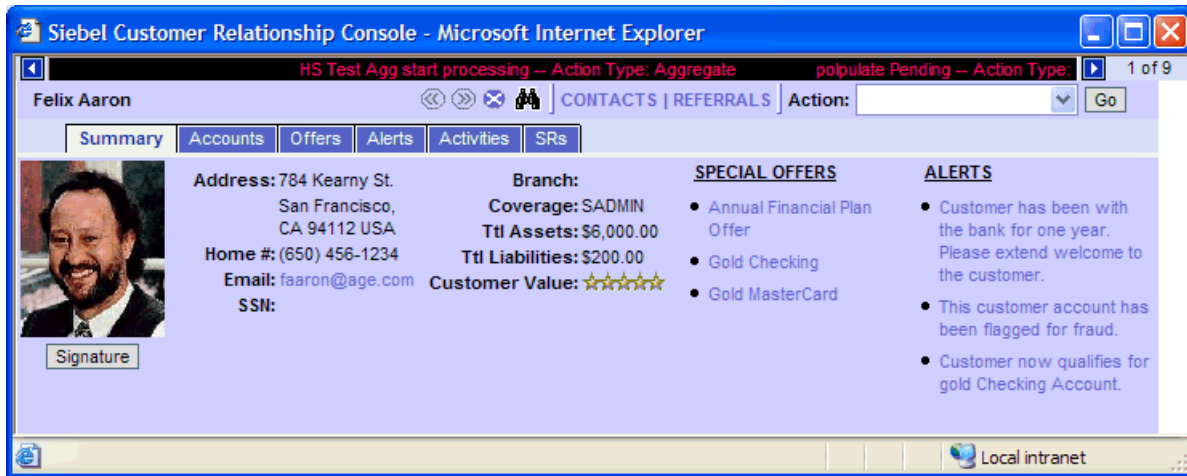 Siebel Customer Relationship Console - Microsoft Internet Explorer
HS Test Agg start processing -- Action Type: Aggregate polpulate Pending -- Action Type: 1 of 9
Felix Aaron CONTACTS | REFERRALS Action: Go
Summary Accounts Offers Alerts Activities SRs
Address: 784 Kearny St.
San Francisco,
CA 94112 USA
Home #: (650) 456-1234
Email: faaron@age.com
SSN:
Signature
Branch:
Coverage: SADMIN
Ttl Assets: $6,000.00
Ttl Liabilities: $200.00
Customer Value:
SPECIAL OFFERS
Annual Financial Plan
Offer
Gold Checking
Gold MasterCard
ALERTS
Customer has been with
the bank for one year.
Please extend welcome to
the customer.
This customer account has
been flagged for fraud.
Customer now qualifies for
gold Checking Account.
Local intranet